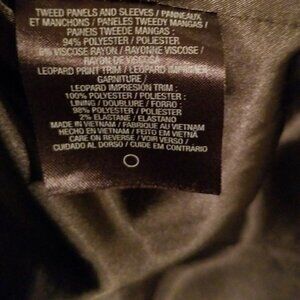 TWEED PANELS AND SLEEVES / PANNEAUX
ET MANCHONS / PANELES TWEEDY MANGAS /
PAINEIS TWEEDE MANGAS :
94% POLYESTER / POLIESTER
6% VISCOSE RAYON / RAYONNE VISCOSE /
RAYON DE VISCOSA
LEOPARD PRINT TRIM / LEOPARD IMPRIMER
GARNITURE /
LEOPARD IMPRESIÓN TRIM :
100% POLYESTER / POLIESTER
LINING / DOUBLURE / FORRO :
98% POLYESTER / POLIESTER
2% ELASTANE / ELASTANO
MADE IN VIETNAM / FABRIQUE AU VIETNAM
HECHO EN VIETNAM / FEITO EM VIETNÃ
CARE ON REVERSE / VOIR VERSO /
CUIDADO AL DORSO / CUIDE EM CONTRÁRIO